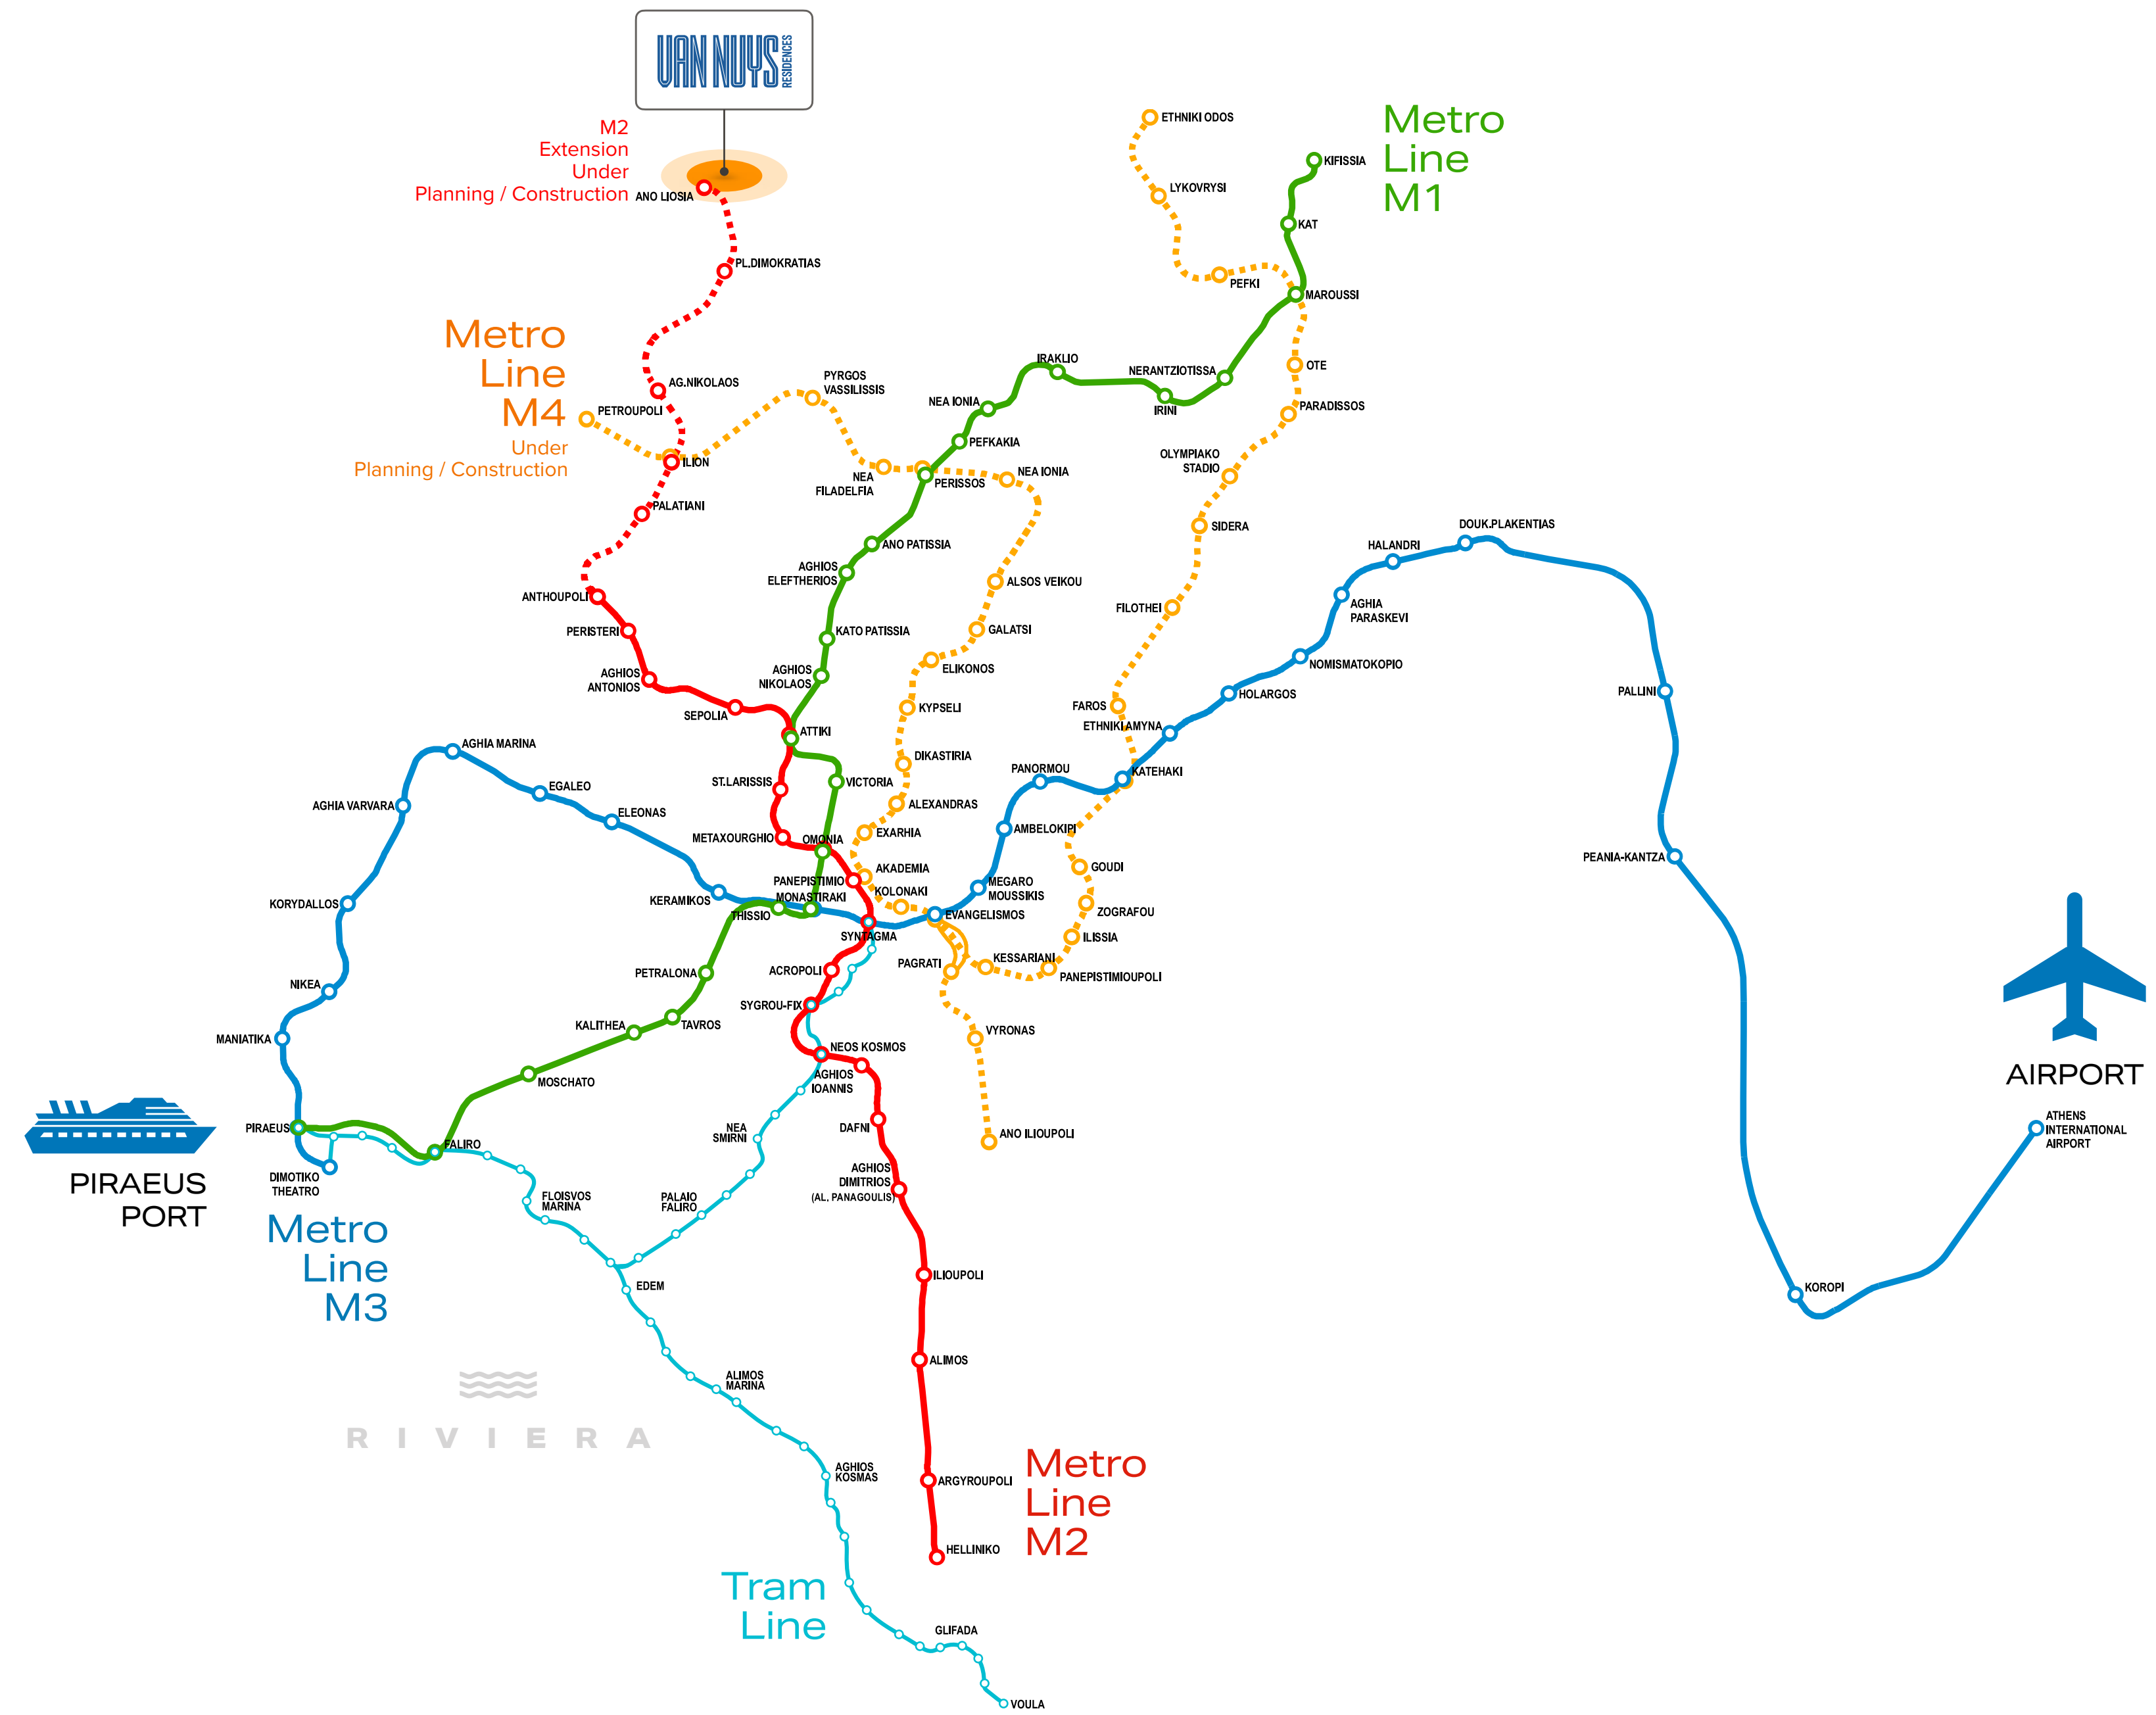 VAN NUYS
RESIDENCES
M2
Extension
Under
Planning / Construction
ANO LIOSIA
PL.DIMOKRATIAS
AG.NIKOLAOS
ILION
PALATIANI
ANTHOUPOLI
PERISTERI
AGHIOS
ANTONIOS
SEPOLIA
ATTIKI
ST.LARISSIS
METAXOURGHIO
OMONIA
PANEPISTIMIO
SYNTAGMA
ACROPOLI
SYGROU-FIX
NEOS KOSMOS
AGHIOS
IOANNIS
DAFNI
AGHIOS
DIMITRIOS
(AL. PANAGOULIS)
ILIOUPOLI
ALIMOS
ARGYROUPOLI
HELLINIKO
Metro
Line
M2
Metro
Line
M1
KIFISSIA
KAT
MAROUSSI
NERANTZIOTISSA
IRINI
IRAKLIO
NEA IONIA
PEFKAKIA
PERISSOS
ANO PATISSIA
AGHIOS
ELEFTHERIOS
KATO PATISSIA
AGHIOS
NIKOLAOS
VICTORIA
MONASTIRAKI
THISSIO
PETRALONA
TAVROS
KALITHEA
MOSCHATO
FALIRO
PIRAEUS
Metro
Line
M4
Under
Planning / Construction
PETROUPOLI
PYRGOS
VASSILISSIS
NEA
FILADELFIA
NEA IONIA
ALSOS VEIKOU
GALATSI
ELIKONOS
KYPSELI
DIKASTIRIA
ALEXANDRAS
EXARHIA
AKADEMIA
KOLONAKI
EVANGELISMOS
PAGRATI
VYRONAS
ANO ILIOUPOLI
KESSARIANI
PANEPISTIMIOUPOLI
ILISSIA
ZOGRAFOU
GOUDI
KATEHAKI
FAROS
FILOTHEI
SIDERA
OLYMPIAKO
STADIO
PARADISSOS
OTE
PEFKI
LYKOVRYSI
ETHNIKI ODOS
DOUK.PLAKENTIAS
HALANDRI
AGHIA
PARASKEVI
NOMISMATOKOPIO
HOLARGOS
ETHNIKI AMYNA
PANORMOU
AMBELOKIPI
MEGARO
MOUSSIKIS
KERAMIKOS
ELEONAS
EGALEO
AGHIA MARINA
AGHIA VARVARA
KORYDALLOS
NIKEA
MANIATIKA
DIMOTIKO
THEATRO
PALLINI
PEANIA-KANTZA
KOROPI
ATHENS
INTERNATIONAL
AIRPORT
AIRPORT
PIRAEUS
PORT
Metro
Line
M3
NEA
SMIRNI
PALAIO
FALIRO
FLOISVOS
MARINA
EDEM
ALIMOS
MARINA
AGHIOS
KOSMAS
GLIFADA
VOULA
RIVIERA
Tram
Line